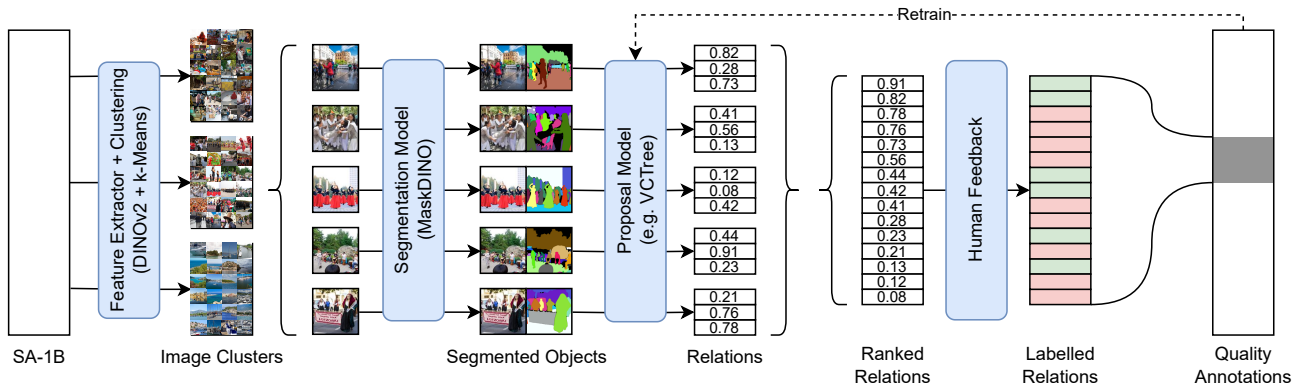 Retrain
Feature Extractor + Clustering
(DINOv2 + k-Means)
Segmentation Model
(MaskDINO)
Proposal Model
(e.g. VCTree)
0.82
0.28
0.73
0.41
0.56
0.13
0.12
0.08
0.42
0.44
0.91
0.23
0.21
0.76
0.78
0.91
0.82
0.78
0.76
0.73
0.56
0.44
0.42
0.41
0.28
0.23
0.21
0.13
0.12
0.08
Human Feedback
SA-1B
Image Clusters
Segmented Objects
Relations
Ranked
Relations
Labelled
Relations
Quality
Annotations